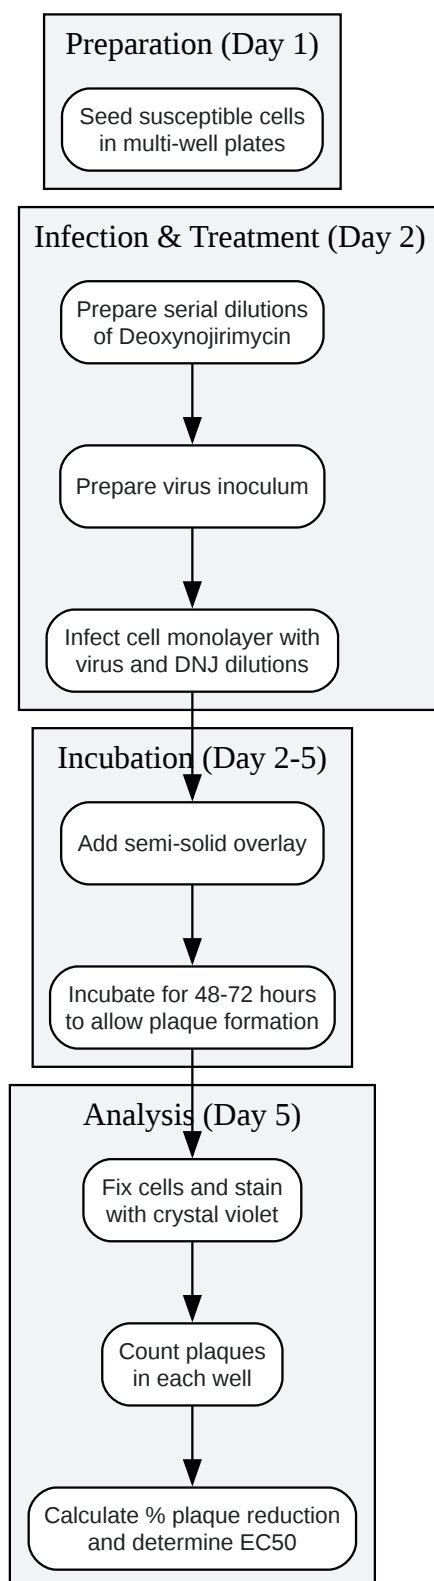 Preparation (Day 1)
Seed susceptible cells
in multi-well plates
Infection & Treatment (Day 2)
Prepare serial dilutions
of Deoxynojirimycin
Prepare virus inoculum
Infect cell monolayer with
virus and DNJ dilutions
Incubation (Day 2-5)
Add semi-solid overlay
Incubate for 48-72 hours
to allow plaque formation
Analysis (Day 5)
Fix cells and stain
with crystal violet
Count plaques
in each well
Calculate % plaque reduction
and determine EC50